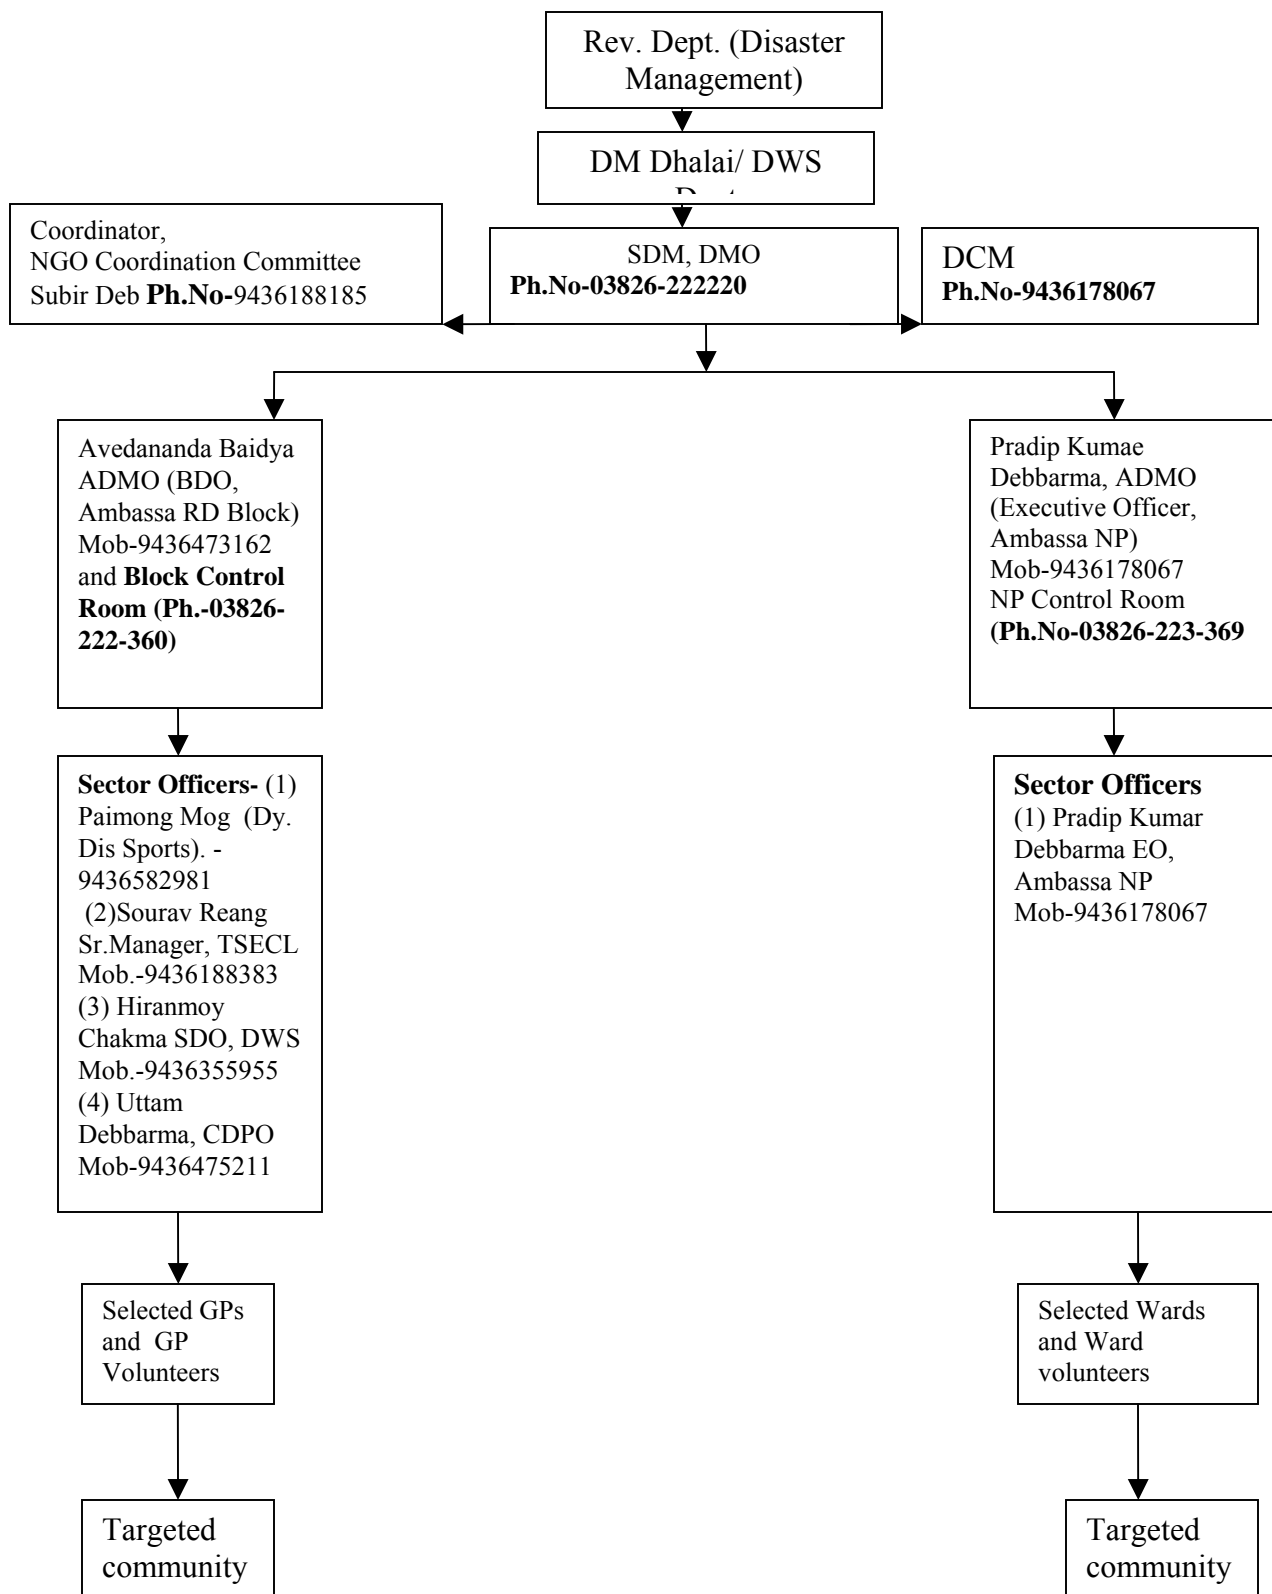 Rev. Dept. (Disaster
Management)
DM Dhalai/ DWS
Coordinator,
NGO Coordination Committee
Subir Deb Ph.No-9436188185
SDM, DMO
Ph.No-03826-222220
DCM
Ph.No-9436178067
Avedananda Baidya
ADMO (BDO,
Ambassa RD Block)
Mob-9436473162
and Block Control
Room (Ph.-03826-
222-360)
Pradip Kumae
Debbarma, ADMO
(Executive Officer,
Ambassa NP)
Mob-9436178067
NP Control Room
(Ph.No-03826-223-369
Sector Officers- (1)
Paimong Mog (Dy.
Dis Sports). -
9436582981
(2)Sourav Reang
Sr.Manager, TSECL
Mob.-9436188383
(3) Hiranmoy
Chakma SDO, DWS
Mob.-9436355955
(4) Uttam
Debbarma, CDPO
Mob-9436475211
Sector Officers
(1) Pradip Kumar
Debbarma EO,
Ambassa NP
Mob-9436178067
Selected GPs
and GP
Volunteers
Selected Wards
and Ward
volunteers
Targeted
community
Targeted
community